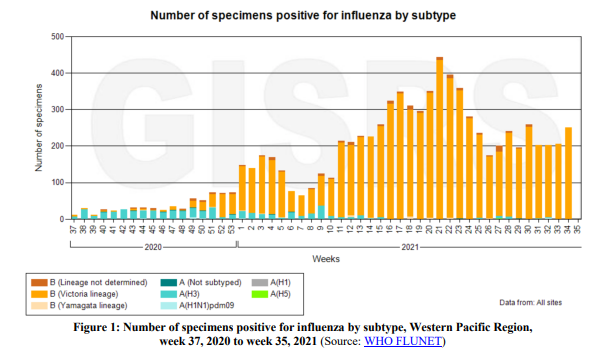 Number of specimens positive for influenza by subtype
GISRS
Number of specimens
500
400
300
200
100
0
37 38 39 40 41 42 43 44 45 46 47 48 49 50 51 52 53 1 2 3 4 5 6 7 8 9 10 11 12 13 14 15 16 17 18 19 20 21 22 23 24 25 26 27 28 29 30 31 32 33 34 35
2020 2021
Weeks
B (Lineage not determined) A (Not subtyped) A(H1)
B (Victoria lineage) A(H3) A(H5)
B (Yamagata lineage) A(H1N1)pdm09
Data from: All sites
Figure 1: Number of specimens positive for influenza by subtype, Western Pacific Region,
week 37, 2020 to week 35, 2021 (Source: WHO FLUNET)